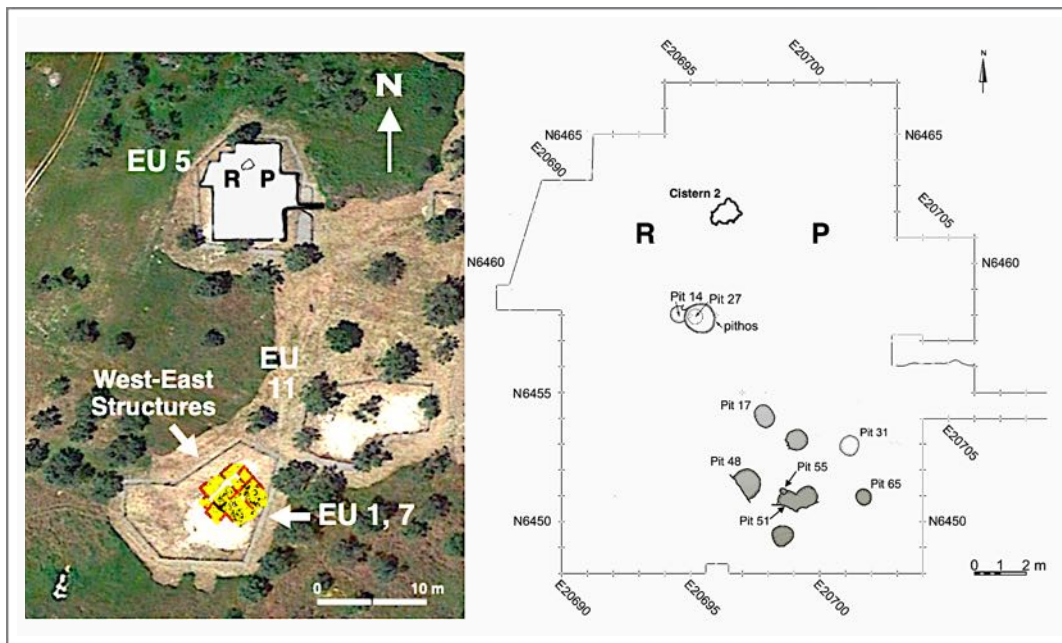 N
EU 5
R P
EU
11
West-East
Structures
EU 1, 7
0 10 m
E20695
E20700
N
N6465
N6465
E20690
Cistern 2
E20705
R
P
N6460
N6460
Pit 14
Pit 27
pithos
N6455
Pit 17
Pit 31
E20705
Pit 48
Pit 55
Pit 65
Pit 51
N6450
N6450
0 1 2 m
E20690
E20695
E20700